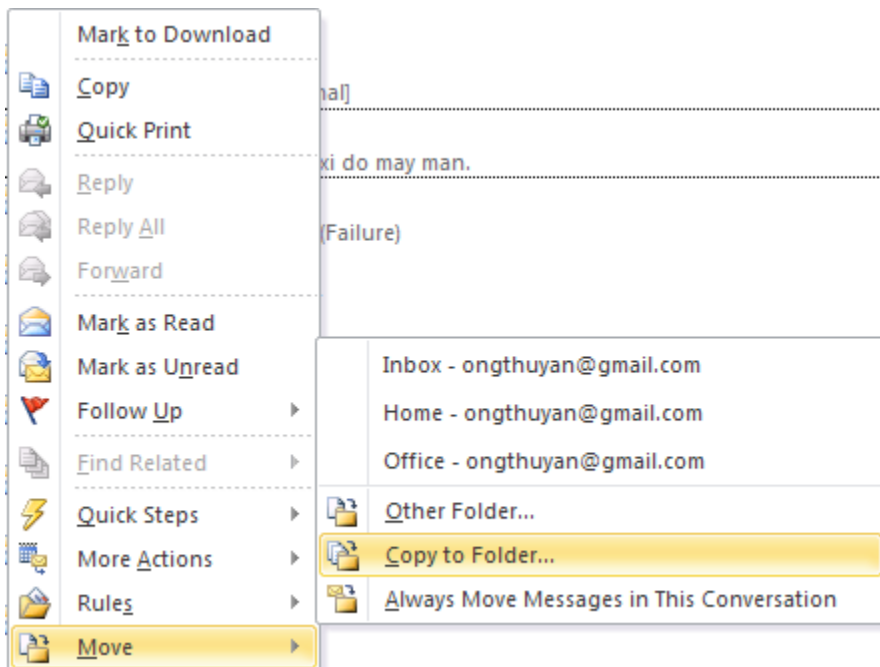 Mark to Download
Copy
nal]
Quick Print
xi do may man.
Reply
Reply All
(Failure)
Forward
Mark as Read
Mark as Unread
Follow Up
Find Related
Quick Steps
More Actions
Rules
Move
Inbox - ongthuyan@gmail.com
Home - ongthuyan@gmail.com
Office - ongthuyan@gmail.com
Other Folder...
Copy to Folder...
Always Move Messages in This Conversation